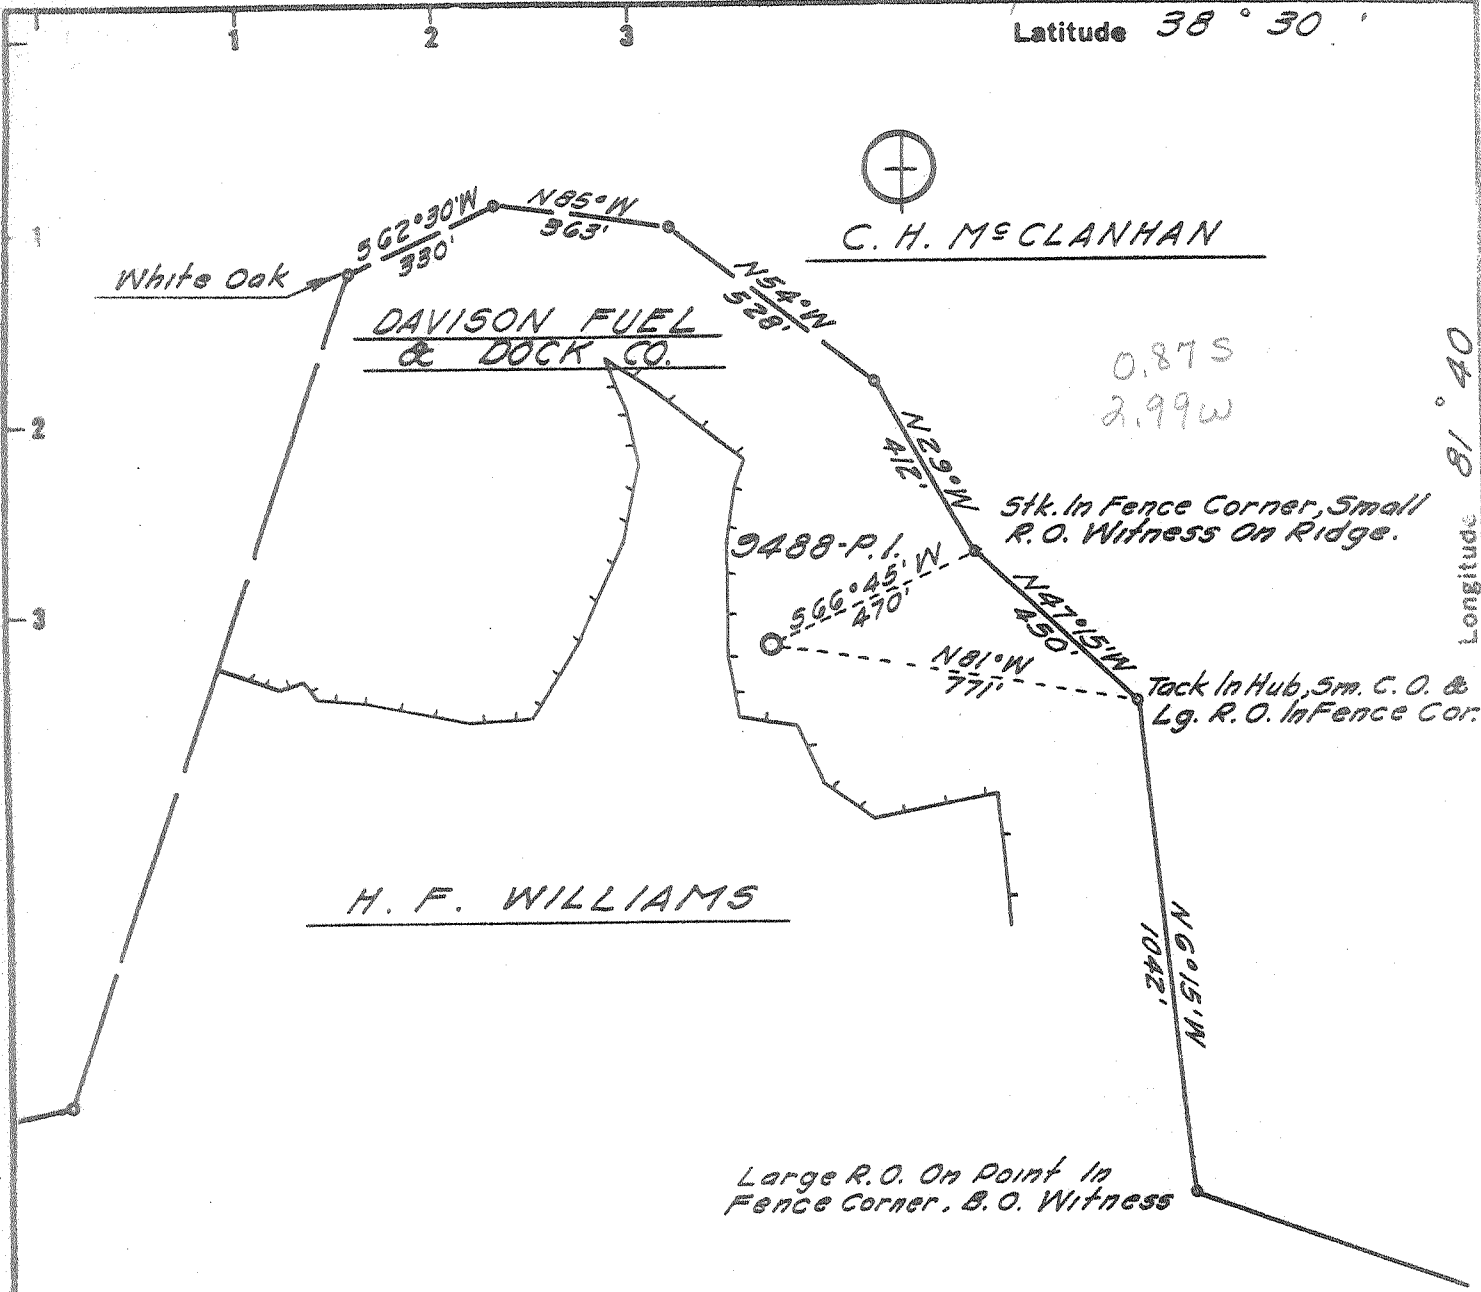 1 2 3
Latitude 38° 30'
1
2
3
Longitude 81° 40
S62°30'W
330'
N85°W
363'
C. H. McCLANHAN
White Oak
N54°W
528'
DAVISON FUEL
& DOCK CO.
0.87 S
2.99 W
N29°W
412'
Stk. In Fence Corner, Small
R.O. Witness On Ridge.
9488-P.I.
S66°45'W
470'
N47°15'W
450'
N81°W
771'
Tack In Hub, Sm. C.O. &
Lg. R.O. In Fence Cor.
H. F. WILLIAMS
N6°15'W
1042'
Large R.O. On Point In
Fence Corner. B.O. Witness